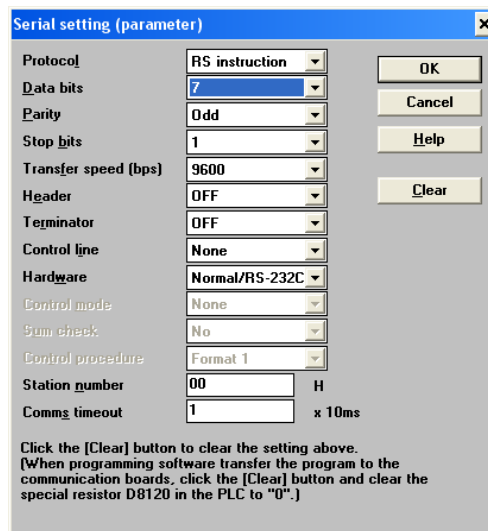 Serial setting (parameter)
Protocol RS instruction OK
Data bits 7
Cancel
Parity Odd
Stop bits 1 Help
Transfer speed (bps) 9600
Header OFF Clear
Terminator OFF
Control line None
Hardware Normal/RS-232C
Control mode None
Sum check No
Control procedure Format 1
Station number 00 H
Comms timeout 1 x 10ms
Click the [Clear] button to clear the setting above.
(When programming software transfer the program to the
communication boards, click the [Clear] button and clear the
special resistor D8120 in the PLC to "0".)